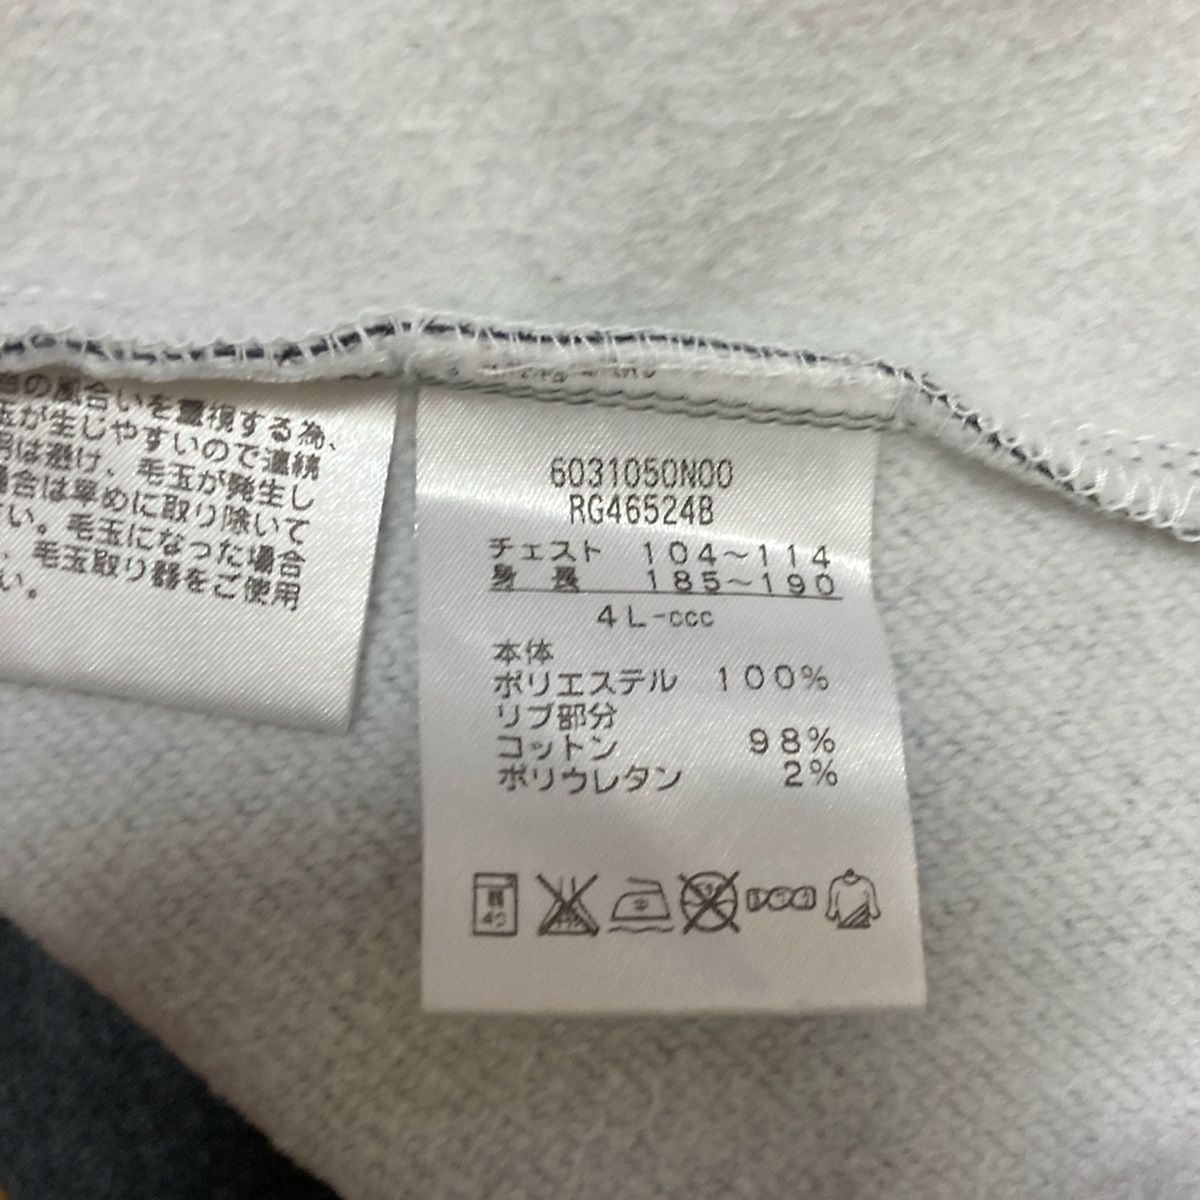 の風合いを重視する為、
玉が生じやすいので連続
用は避け、毛玉が発生し
場合は早めに取り除いて
さい。毛玉になった場合
、毛玉取り器をご使用
い。
6031050N00
RG46524B
チェスト 104～114
身長 185～190
4L-ccc
本体
ポリエステル 100%
リブ部分
コットン 98%
ポリウレタン 2%
弱
40